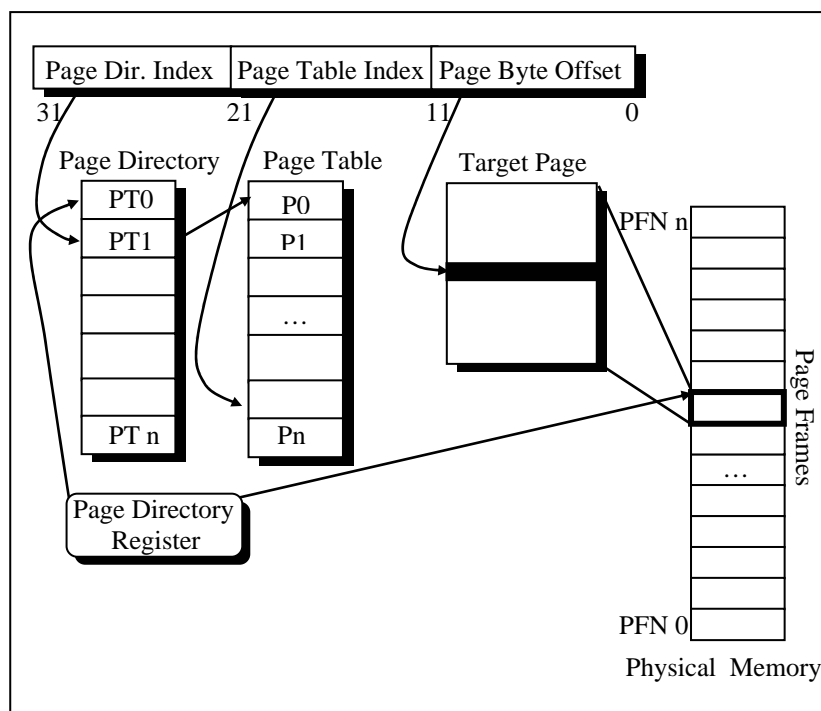 Page Dir. Index Page Table Index Page Byte Offset
31 21 11 0
Page Directory
PT0
PT1
PT n
Page Table
P0
P1
…
Pn
Target Page
PFN n
…
PFN 0
Page Frames
Page Directory
Register
Physical Memory